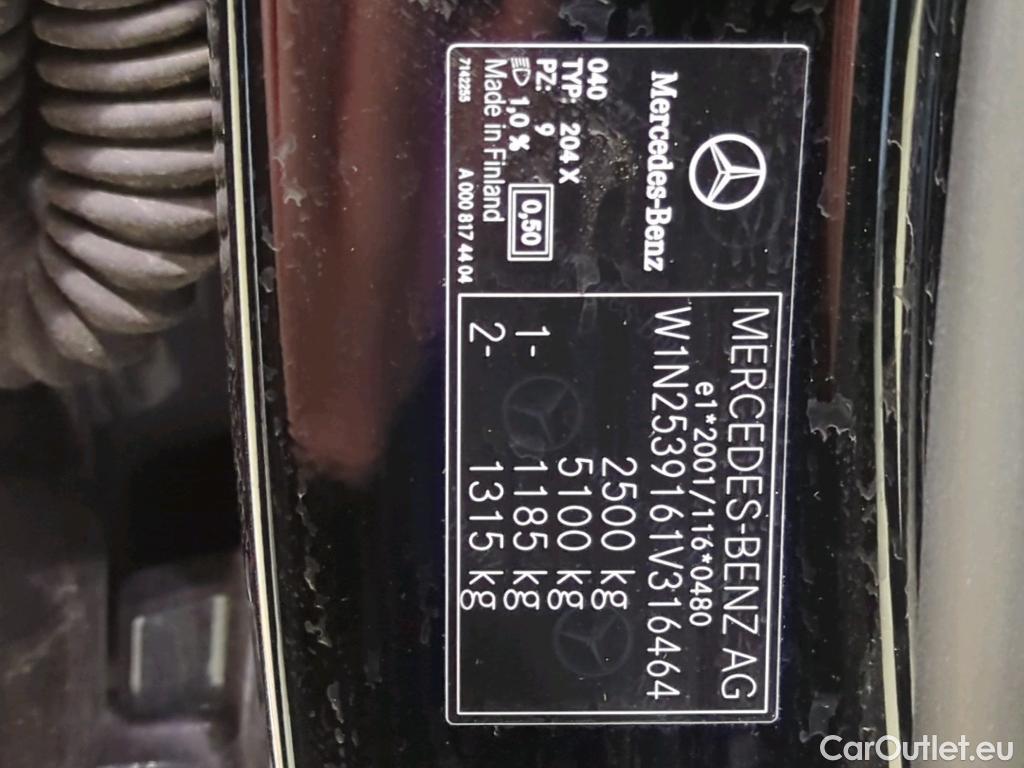 Mercedes-Benz
040
TYP: 204 X
PZ: 9
1,0 %
0,50
Made in Finland
7142255 A 000 817 44 04
MERCEDES-BENZ AG
e1*2001/116*0480
W1N2539161V316464
2500 kg
5100 kg
1- 1185 kg
2- 1315 kg
CarOutlet.eu